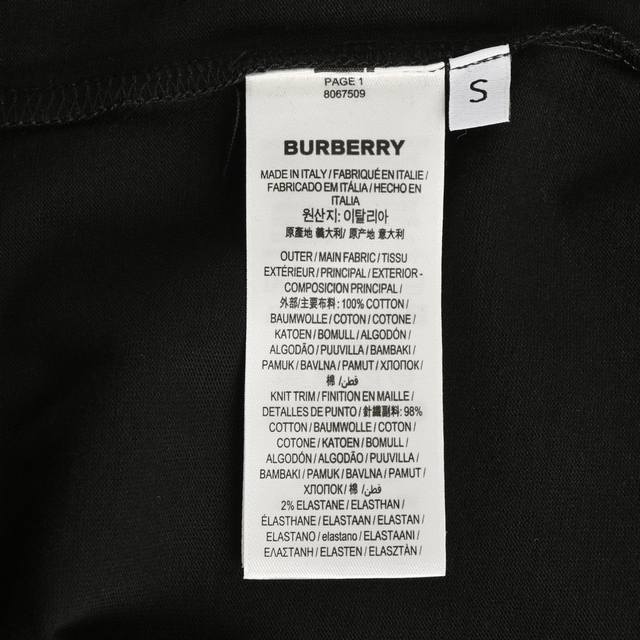 PAGE 1
8067509
S
BURBERRY
MADE IN ITALY / FABRIQUÉ EN ITALIE /
FABRICADO EM ITÁLIA / HECHO EN
ITALIA
원산지: 이탈리아
原產地 義大利/ 原产地 意大利
OUTER / MAIN FABRIC / TISSU
EXTÉRIEUR / PRINCIPAL / EXTERIOR -
COMPOSICION PRINCIPAL /
外部/主要布料: 100% COTTON /
BAUMWOLLE / COTON / COTONE /
KATOEN / BOMULL / ALGODÓN /
ALGODÃO / PUUVILLA / BAMBAKI /
PAMUK / BAVLNA / PAMUT / ХЛОПОК /
棉 /قطن
KNIT TRIM / FINITION EN MAILLE /
DETALLES DE PUNTO / 針織副料: 98%
COTTON / BAUMWOLLE / COTON /
COTONE / KATOEN / BOMULL /
ALGODÓN / ALGODÃO / PUUVILLA /
BAMBAKI / PAMUK / BAVLNA / PAMUT /
ХЛОПОК / 棉 /قطن
2% ELASTANE / ELASTHAN /
ÉLASTHANE / ELASTAAN / ELASTAN /
ELASTANO / elastano / ELASTAANI /
ΕΛΑΣΤΑΝΗ / ELASTEN / ELASZTÁN /